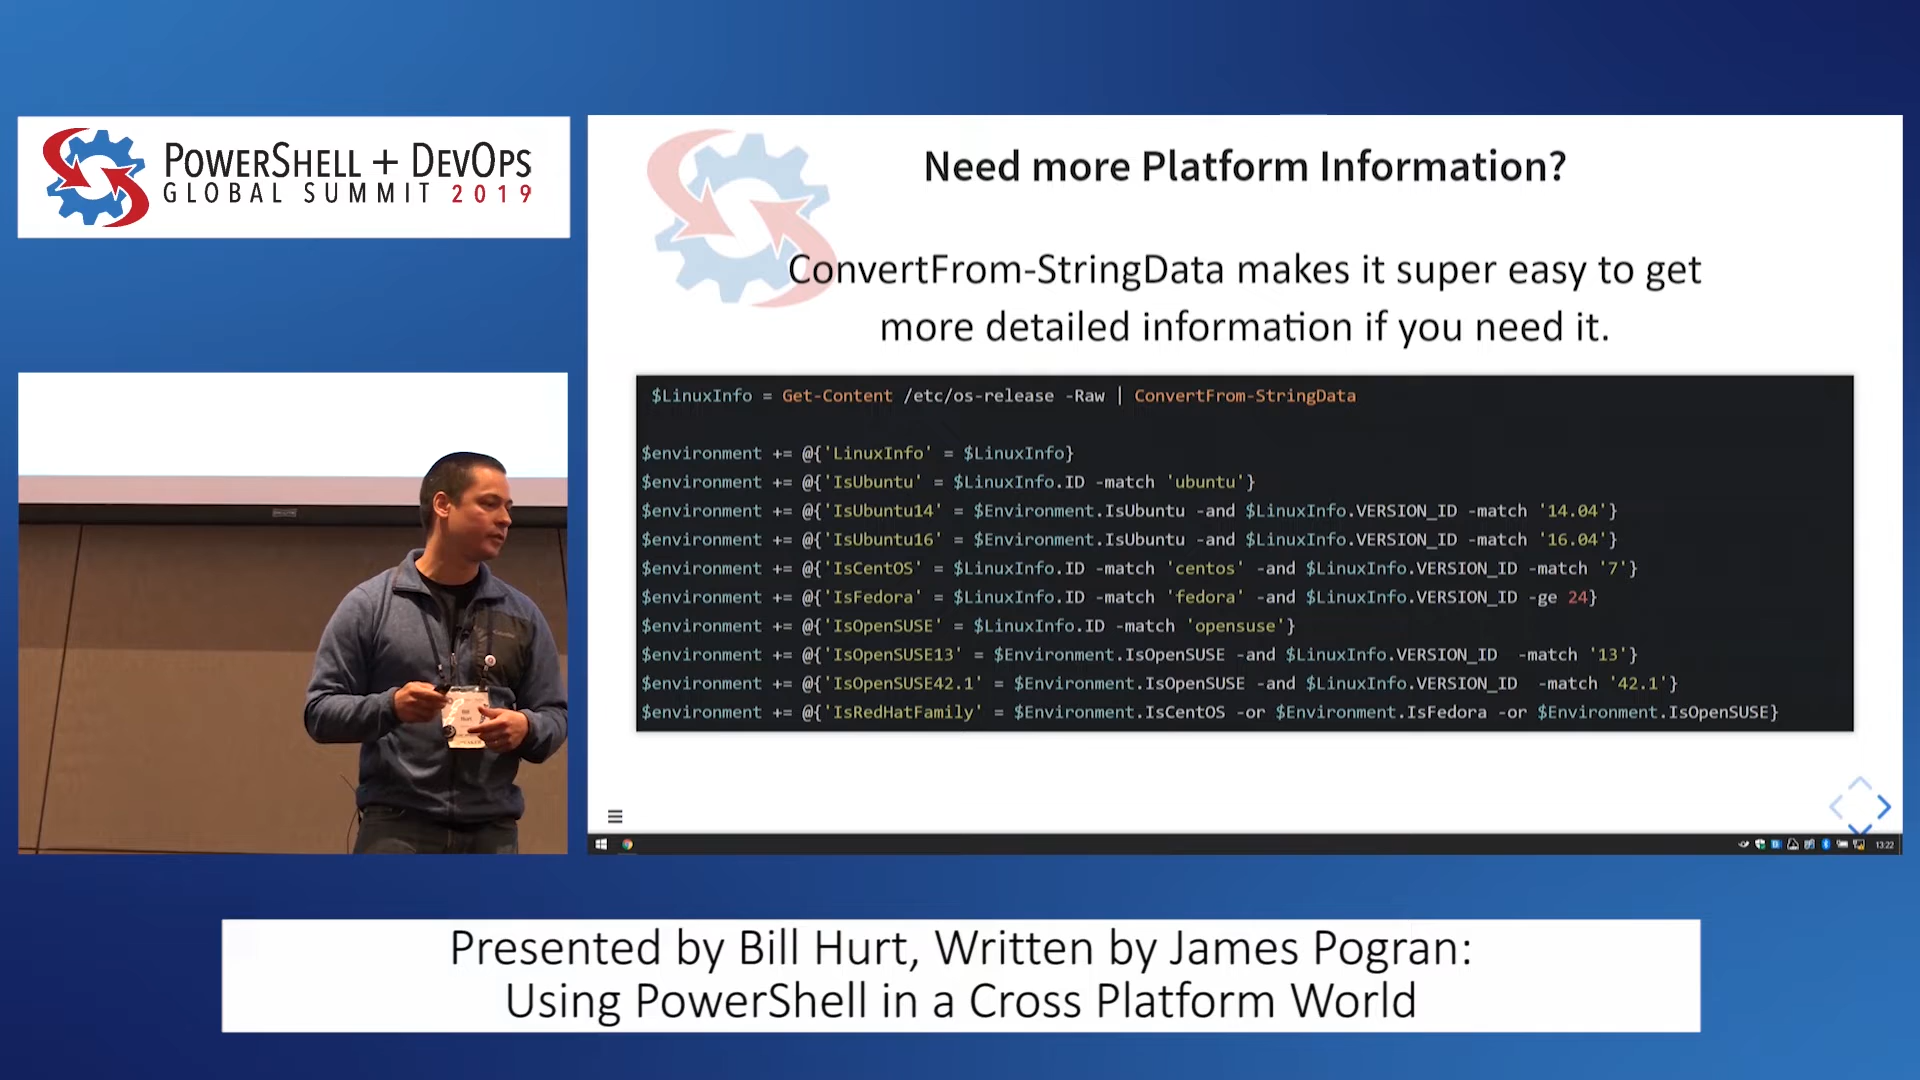 POWERSHELL + DEVOPS
GLOBAL SUMMIT 2019
Need more Platform Information?
ConvertFrom-StringData makes it super easy to get
more detailed information if you need it.
$LinuxInfo = Get-Content /etc/os-release -Raw | ConvertFrom-StringData
$environment += @{'LinuxInfo' = $LinuxInfo}
$environment += @{'IsUbuntu' = $LinuxInfo.ID -match 'ubuntu'}
$environment += @{'IsUbuntu14' = $Environment.IsUbuntu -and $LinuxInfo.VERSION_ID -match '14.04'}
$environment += @{'IsUbuntu16' = $Environment.IsUbuntu -and $LinuxInfo.VERSION_ID -match '16.04'}
$environment += @{'IsCentOS' = $LinuxInfo.ID -match 'centos' -and $LinuxInfo.VERSION_ID -match '7'}
$environment += @{'IsFedora' = $LinuxInfo.ID -match 'fedora' -and $LinuxInfo.VERSION_ID -ge 24}
$environment += @{'IsOpenSUSE' = $LinuxInfo.ID -match 'opensuse'}
$environment += @{'IsOpenSUSE13' = $Environment.IsOpenSUSE -and $LinuxInfo.VERSION_ID  -match '13'}
$environment += @{'IsOpenSUSE42.1' = $Environment.IsOpenSUSE -and $LinuxInfo.VERSION_ID  -match '42.1'}
$environment += @{'IsRedHatFamily' = $Environment.IsCentOS -or $Environment.IsFedora -or $Environment.IsOpenSUSE}
13:22
Bill
Hurt
Presented by Bill Hurt, Written by James Pogran:
Using PowerShell in a Cross Platform World